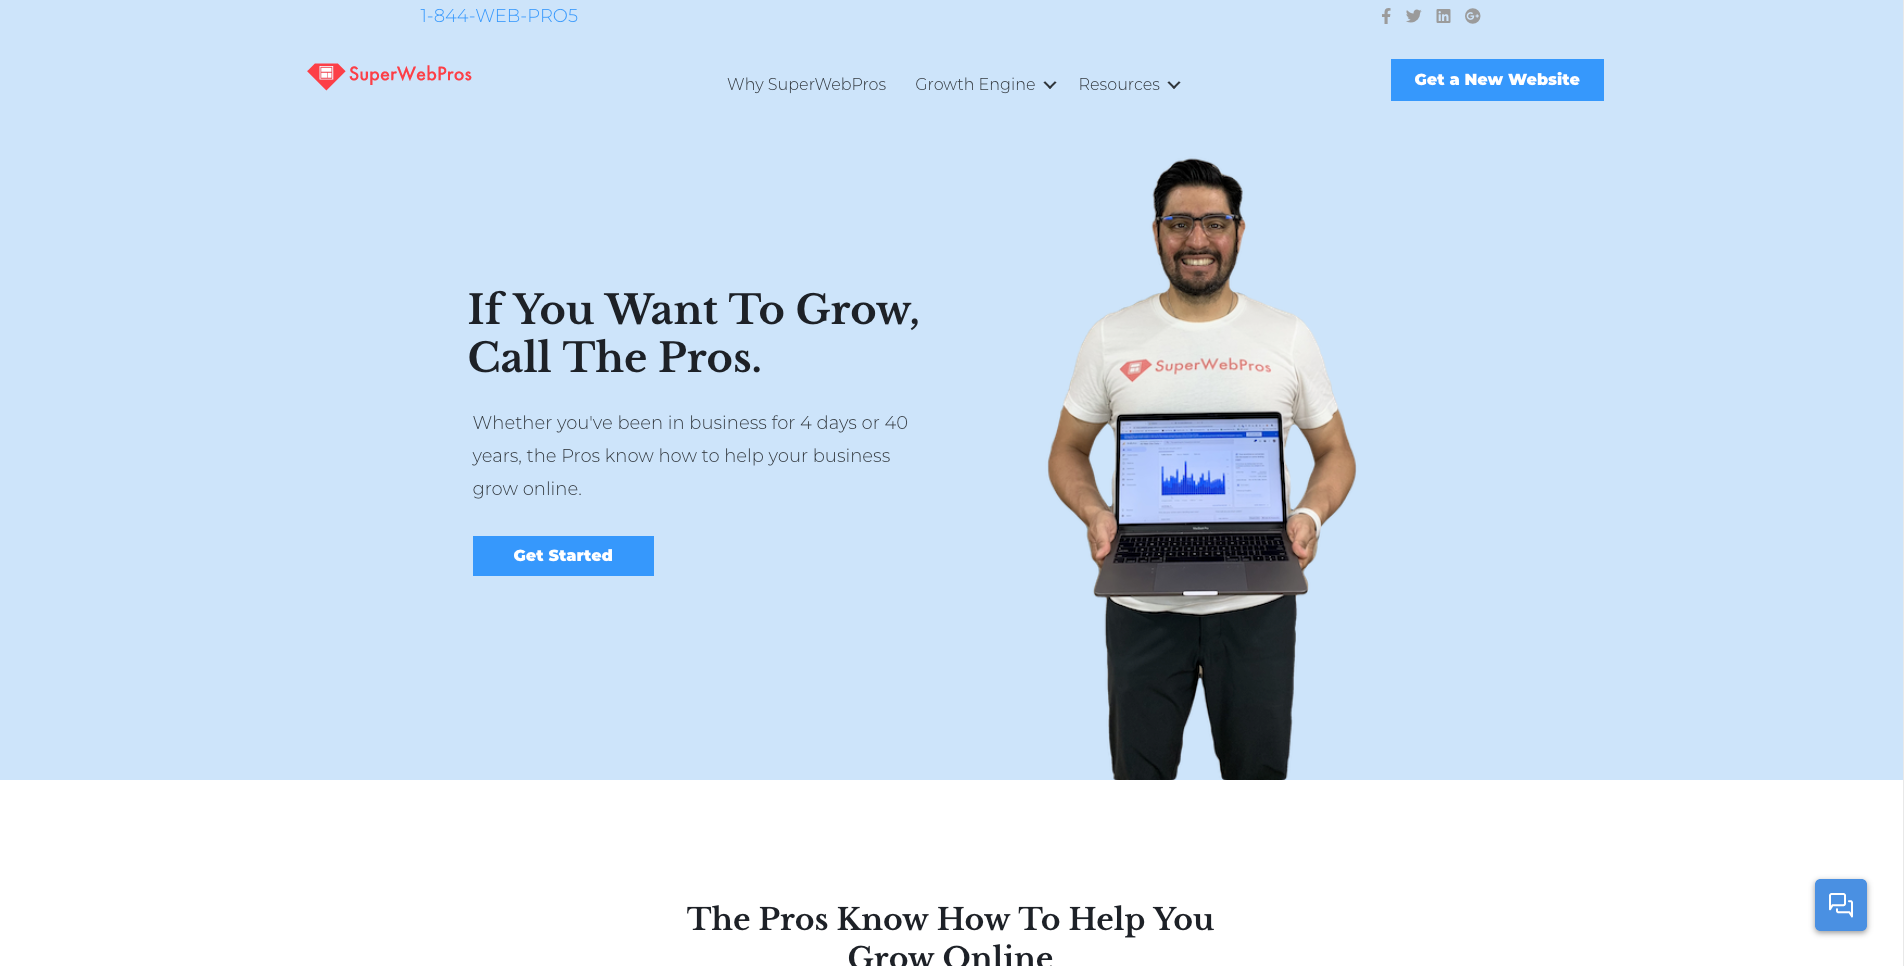 1-844-WEB-PRO5
SuperWebPros
Why SuperWebPros
Growth Engine
Resources
Get a New Website
If You Want To Grow,
Call The Pros.
Whether you've been in business for 4 days or 40
years, the Pros know how to help your business
grow online.
Get Started
SuperWebPros
The Pros Know How To Help You
Grow Online